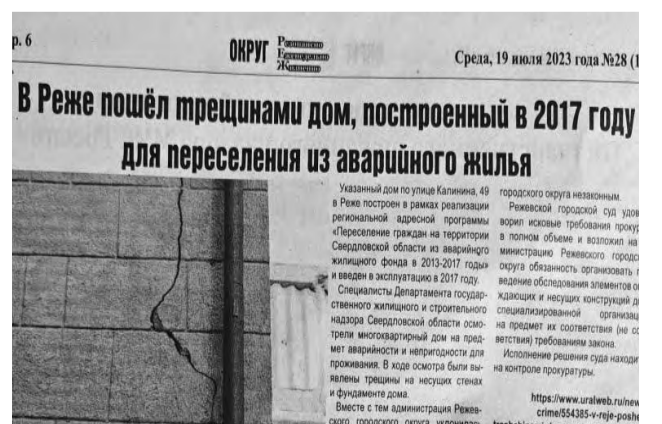 р. 6
ОКРУГ
Среда, 19 июля 2023 года №28 (1
В Реже пошёл трещинами дом, построенный в 2017 году
для переселения из аварийного жилья
Указанный дом по улице Калинина, 49
в Реже построен в рамках реализации
региональной адресной программы
«Переселение граждан на территории
Свердловской области из аварийного
жилищного фонда в 2013-2017 годы»
и введен в эксплуатацию в 2017 году.
Специалисты Департамента государ-
ственного жилищного и строительного
надзора Свердловской области осмо-
трели многоквартирный дом на пред-
мет аварийности и непригодности для
проживания. В ходе осмотра были вы-
явлены трещины на несущих стенах
и фундаменте дома.
Вместе с тем администрация Режев-
ского городского округа
городского округа незаконным.
Режевской городской суд удов
ворил исковые требования прокур
в полном объеме и возложил на
министрацию Режевского городс
округа обязанность организовать п
ведение обследования элементов ог
ждающих и несущих конструкций д
специализированной организац
на предмет их соответствия (не со
ветствия) требованиям закона.
Исполнение решения суда находит
на контроле прокуратуры.
https://www.uralweb.ru/new
crime/554385-v-reje-poshe